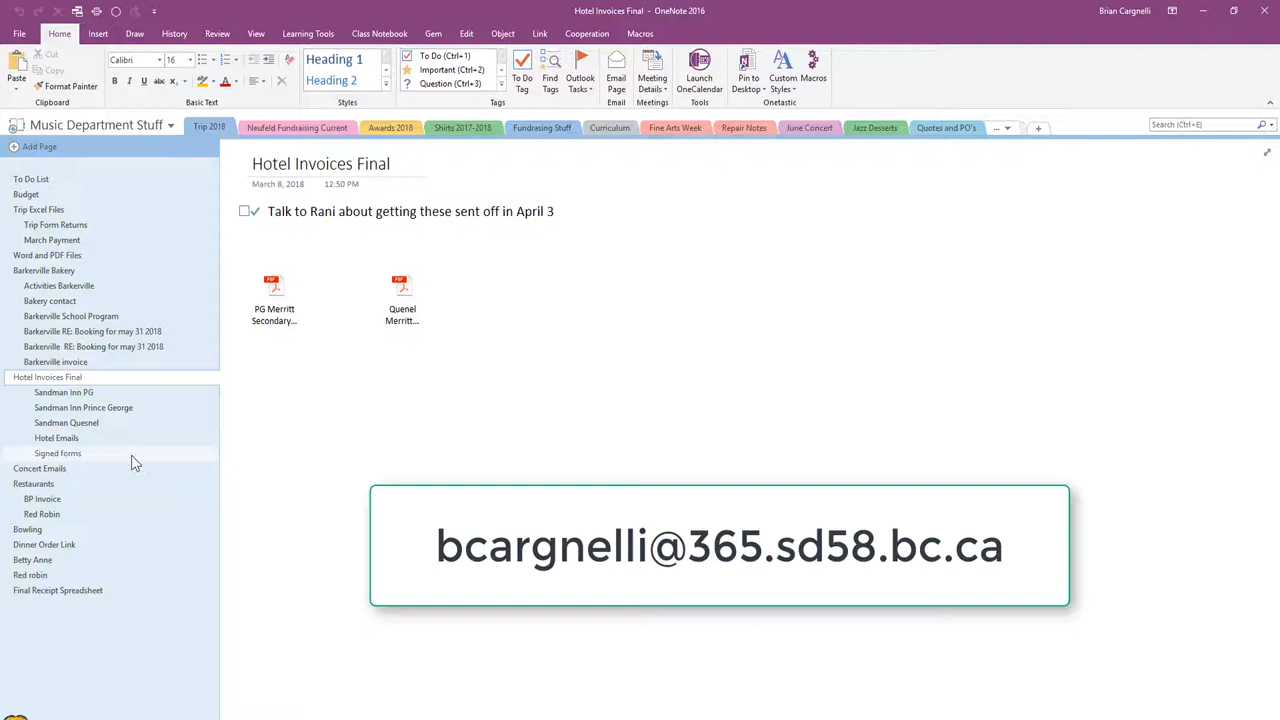 Hotel Invoices Final - OneNote 2016
Brian Cargnelli
File Home Insert Draw History Review View Learning Tools Class Notebook Gem Edit Object Link Cooperation Macros
Paste
Cut
Copy
Format Painter
Clipboard
Calibri 16
B I U abc x₂ A
Basic Text
Heading 1
Heading 2
Styles
To Do (Ctrl+1)
Important (Ctrl+2)
? Question (Ctrl+3)
To Do
Tag
Find
Tags
Outlook
Tasks
Tags
Email
Page
Email
Meeting
Details
Meetings
Launch
OneCalendar
Tools
Pin to
Desktop
Custom
Styles
Macros
Onetastic
Music Department Stuff
Trip 2018 Neufeld Fundraising Current Awards 2018 Shirts 2017-2018 Fundrasing Stuff Curriculum Fine Arts Week Repair Notes June Concert Jazz Desserts Quotes and PO's ... +
Search (Ctrl+E)
Add Page
To Do List
Budget
Trip Excel Files
Trip Form Returns
March Payment
Word and PDF Files
Barkerville Bakery
Activities Barkerville
Bakery contact
Barkerville School Program
Barkerville RE: Booking for may 31 2018
Barkerville RE: Booking for may 31 2018
Barkerville invoice
Hotel Invoices Final
Sandman Inn PG
Sandman Inn Prince George
Sandman Quesnel
Hotel Emails
Signed forms
Concert Emails
Restaurants
BP Invoice
Red Robin
Bowling
Dinner Order Link
Betty Anne
Red robin
Final Receipt Spreadsheet
Hotel Invoices Final
March 8, 2018 12:50 PM
Talk to Rani about getting these sent off in April 3
PDF
PG Merritt
Secondary...
PDF
Quenel
Merritt...
bcargnelli@365.sd58.bc.ca